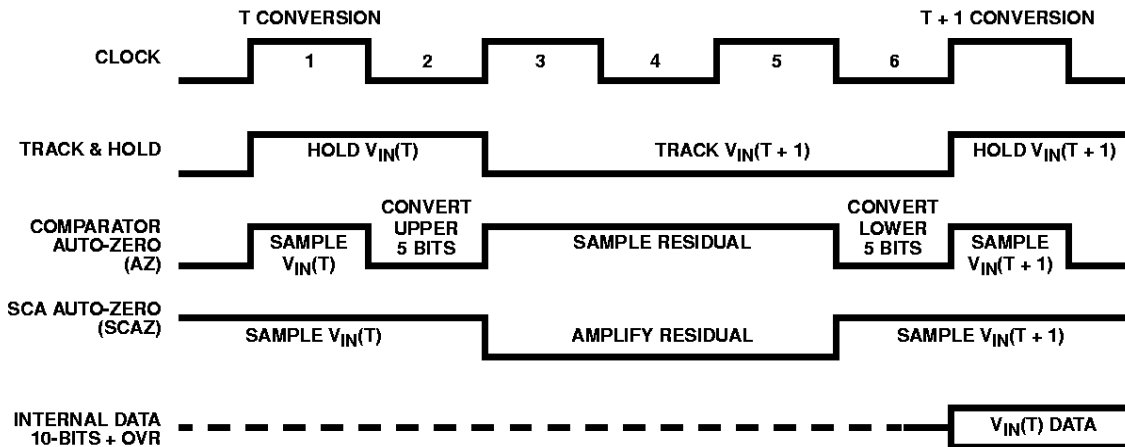 T CONVERSION
T + 1 CONVERSION
CLOCK
1
2
3
4
5
6
TRACK & HOLD
HOLD VIN(T)
TRACK VIN(T + 1)
HOLD VIN(T + 1)
COMPARATOR
AUTO-ZERO
(AZ)
SAMPLE
VIN(T)
CONVERT
UPPER
5 BITS
SAMPLE RESIDUAL
CONVERT
LOWER
5 BITS
SAMPLE
VIN(T + 1)
SCA AUTO-ZERO
(SCAZ)
SAMPLE VIN(T)
AMPLIFY RESIDUAL
SAMPLE VIN(T + 1)
INTERNAL DATA
10-BITS + OVR
VIN(T) DATA